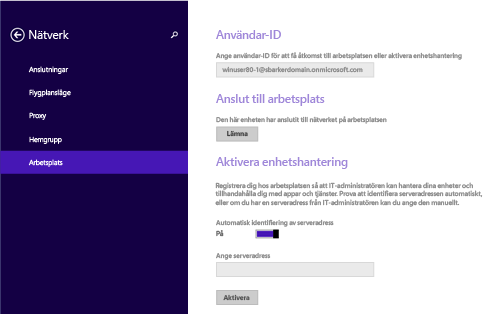 Nätverk
Anslutningar
Flygplansläge
Proxy
Hemgrupp
Arbetsplats
Användar-ID
Ange användar-ID för att få åtkomst till arbetsplatsen eller aktivera enhetshantering
winuser80-1@sbarkerdomain.onmicrosoft.com
Anslut till arbetsplats
Den här enheten har anslutit till nätverket på arbetsplatsen
Lämna
Aktivera enhetshantering
Registrera dig hos arbetsplatsen så att IT-administratören kan hantera dina enheter och
tillhandahålla dig med appar och tjänster. Prova att identifiera serveradressen automatiskt,
eller om du har en serveradress från IT-administratören kan du ange den manuellt.
Automatisk identifiering av serveradress
På
Ange serveradress
Aktivera